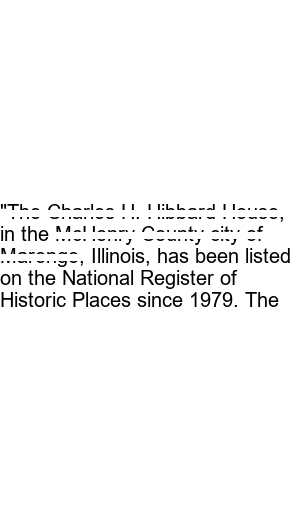 "The Charles H. Hibbard House,
in the McHenry County city of
Marengo, Illinois, has been listed
on the National Register of
Historic Places since 1979. The